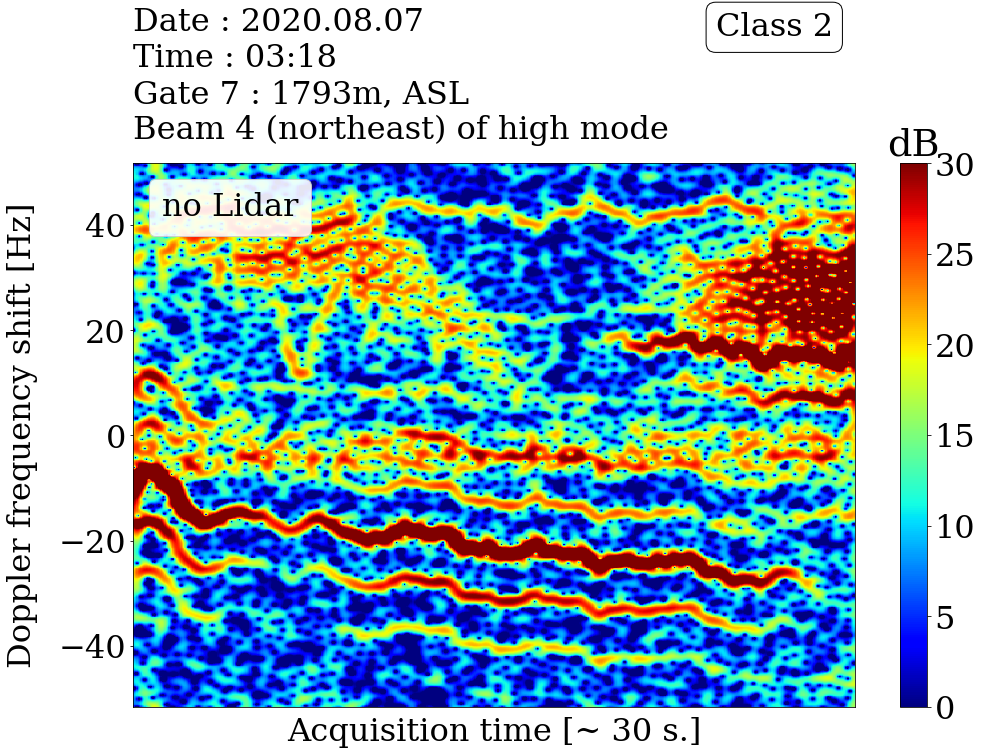 Date : 2020.08.07
Time : 03:18
Gate 7 : 1793m, ASL
Beam 4 (northeast) of high mode
Class 2
dB
no Lidar
Doppler frequency shift [Hz]
40
20
0
−20
−40
30
25
20
15
10
5
0
Acquisition time [~ 30 s.]